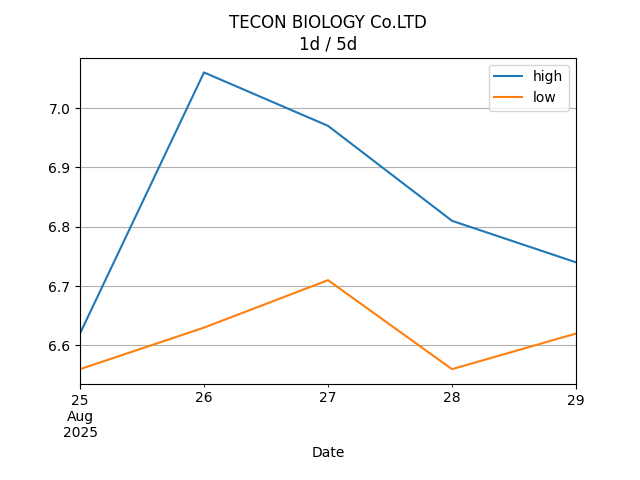 TECON BIOLOGY Co.LTD
1d / 5d
high
low
7.0
6.9
6.8
6.7
6.6
25 26 27 28 29
Aug
2025
Date